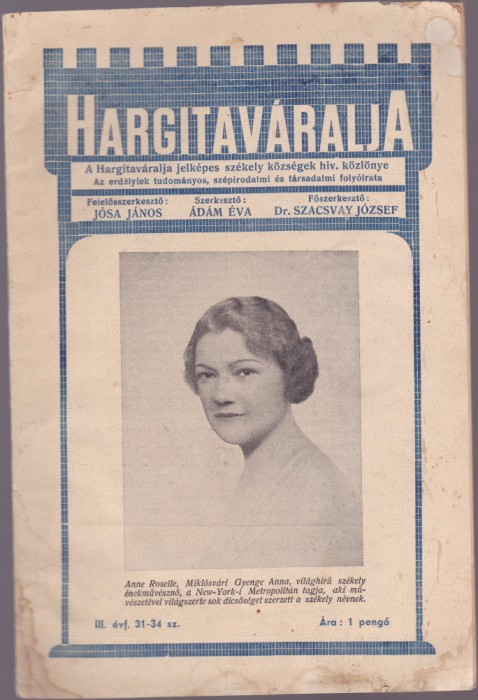 HARGITAVÁRALJA
A Hargitaváralja jelképes székely községek hiv. közlönye
Az erdélyiek tudományos, szépirodalmi és társadalmi folyóirata
Felelősszerkesztő: Szerkesztő: Főszerkesztő:
JÓSA JÁNOS ÁDÁM ÉVA Dr. SZACSVAY JÓZSEF
Anne Roselle, Miklósvári Gyenge Anna, világhírű székely
énekművésznő, a New-York-i Metropolitán tagja, aki mű-
vészetével világszerte sok dicsőséget szerzett a székely névnek.
III. évf. 31-34 sz. Ára: 1 pengő